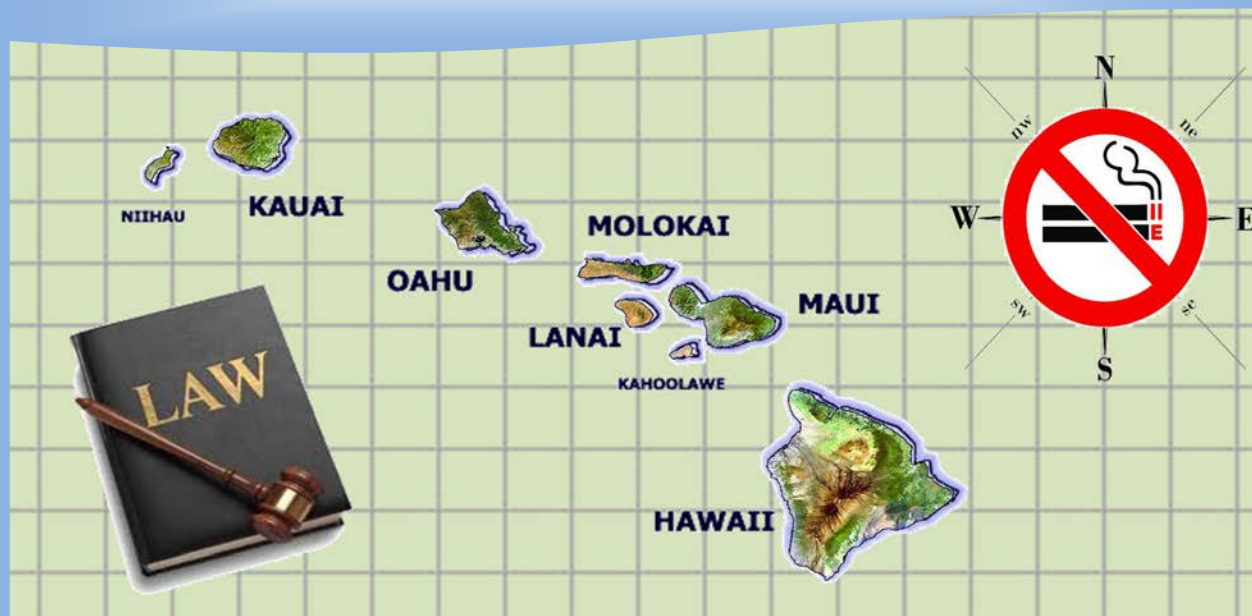 N
nw
ne
NIIHAU
KAUAI
W
E
MOLOKAI
OAHU
MAUI
LANAI
sw
se
KAHOOLAWE
S
LAW
HAWAII